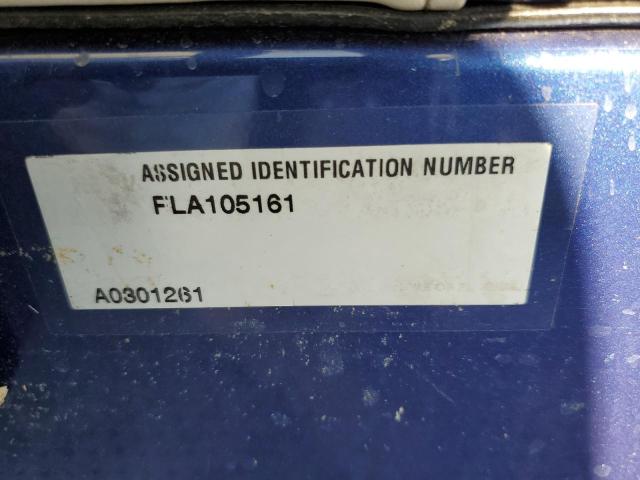 ASSIGNED IDENTIFICATION NUMBER
FLA105161
A0301261